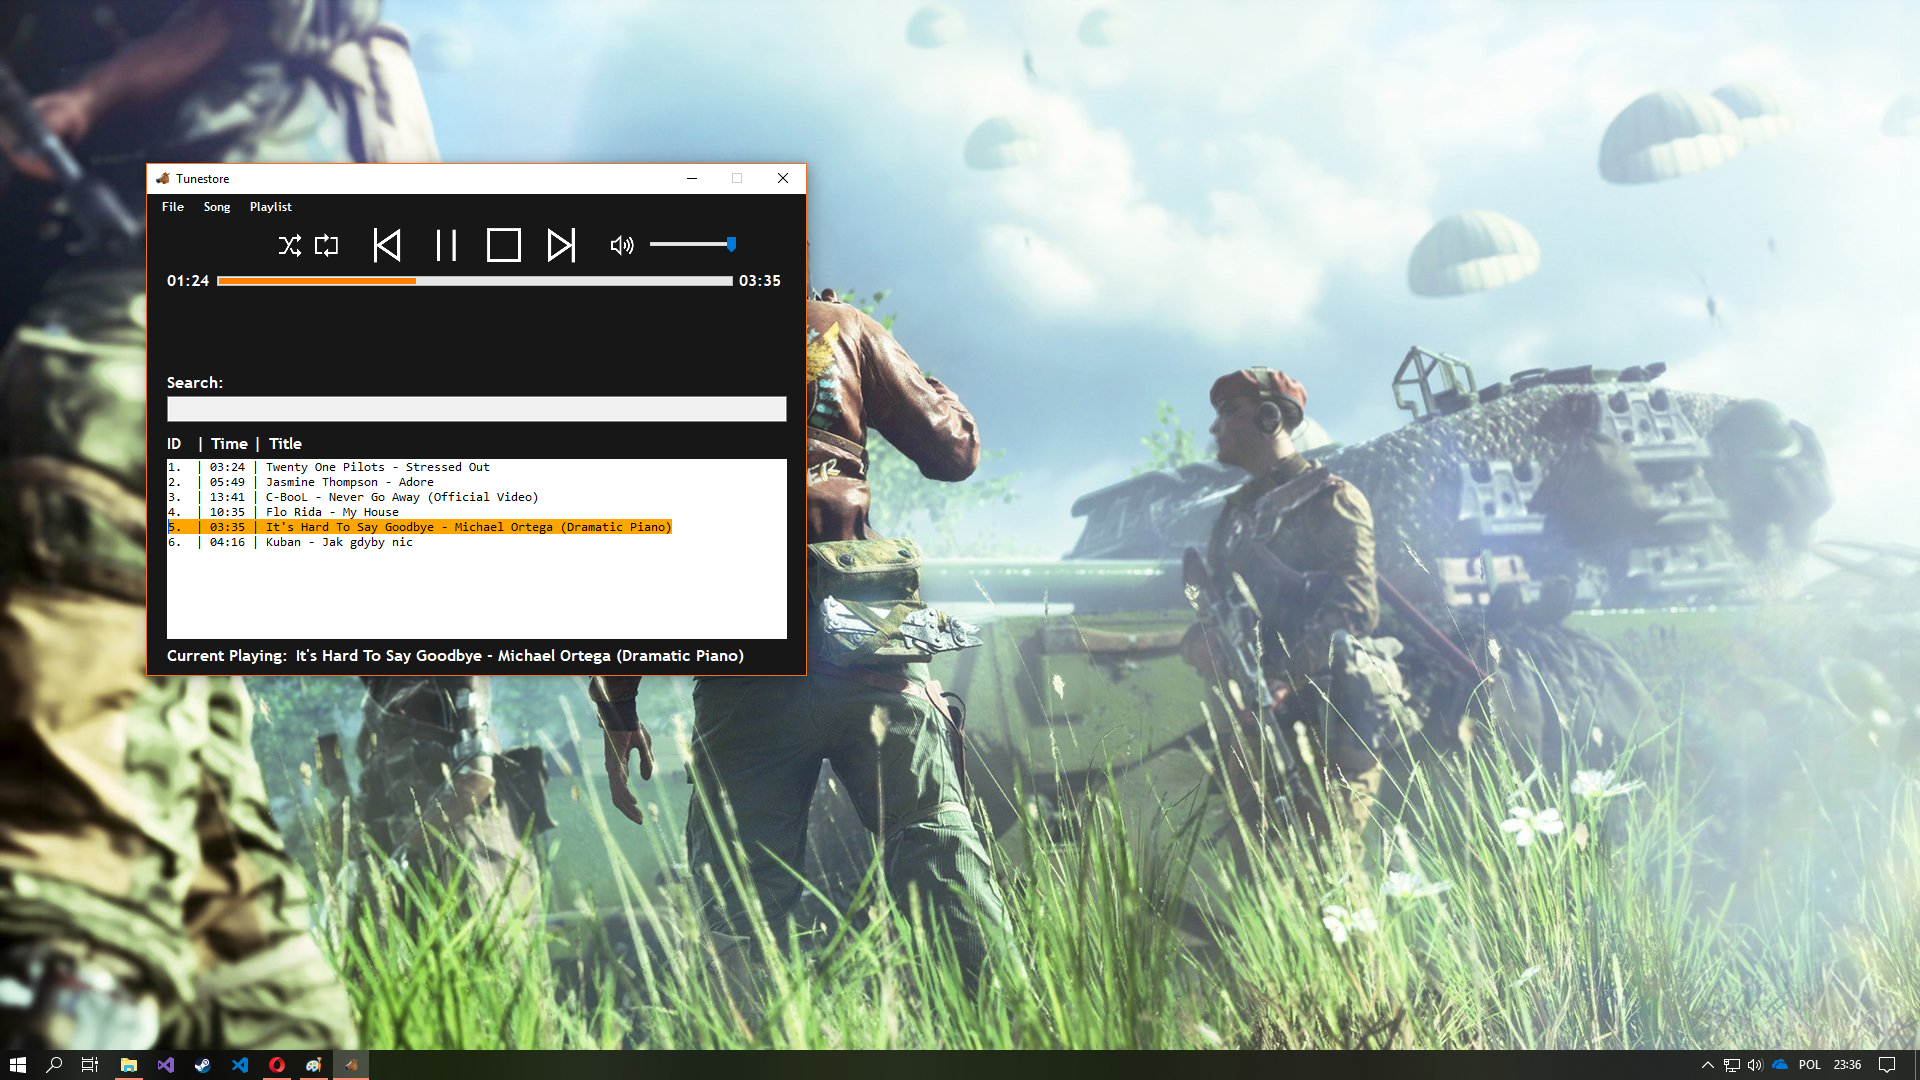 Tunestore
File Song Playlist
01:24 03:35
Search:
ID | Time | Title
1. | 03:24 | Twenty One Pilots - Stressed Out
2. | 05:49 | Jasmine Thompson - Adore
3. | 13:41 | C-BooL - Never Go Away (Official Video)
4. | 10:35 | Flo Rida - My House
5. | 03:35 | It's Hard To Say Goodbye - Michael Ortega (Dramatic Piano)
6. | 04:16 | Kuban - Jak gdyby nic
Current Playing: It's Hard To Say Goodbye - Michael Ortega (Dramatic Piano)
POL 23:36